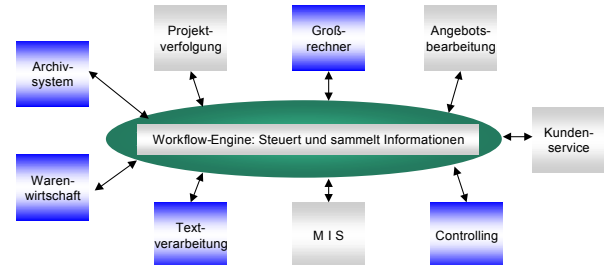 Projekt-
verfolgung
Groß-
rechner
Angebots-
bearbeitung
Archiv-
system
Workflow-Engine: Steuert und sammelt Informationen
Kunden-
service
Waren-
wirtschaft
Text-
verarbeitung
M I S
Controlling